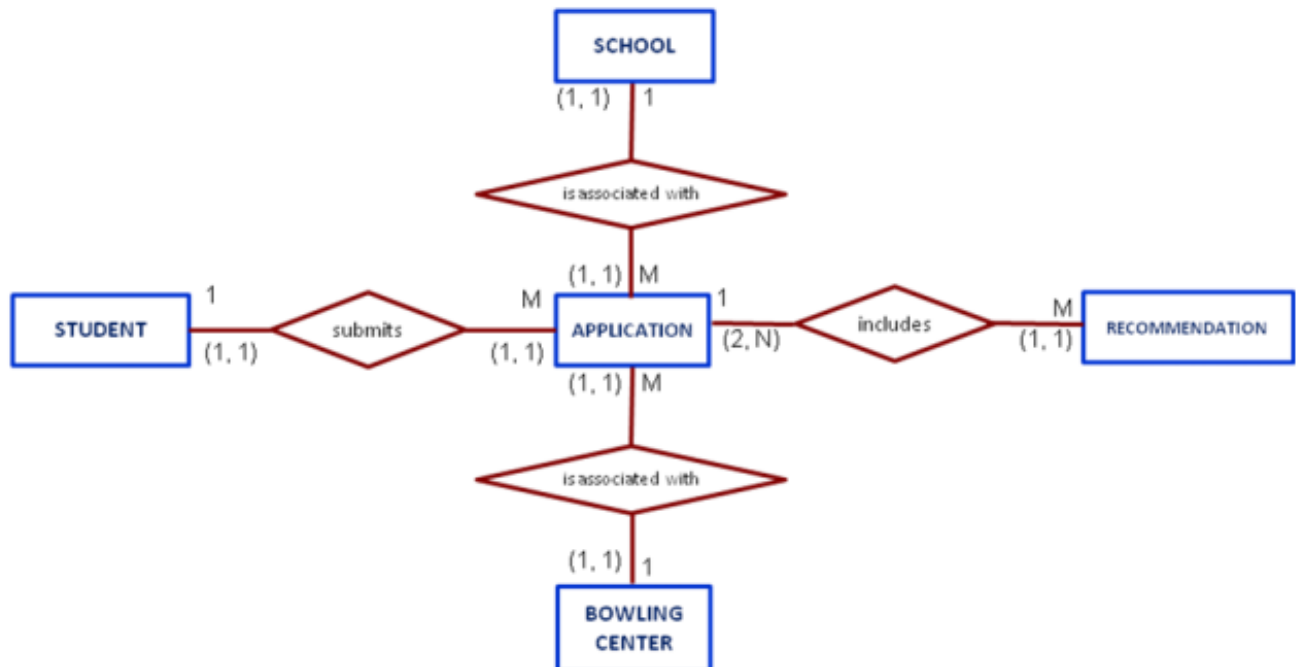 SCHOOL
(1, 1) 1
is associated with
(1, 1) M
STUDENT
1
(1, 1)
submits
M
(1, 1)
APPLICATION
1
(2, N)
includes
M
(1, 1)
RECOMMENDATION
(1, 1) M
is associated with
(1, 1) 1
BOWLING
CENTER